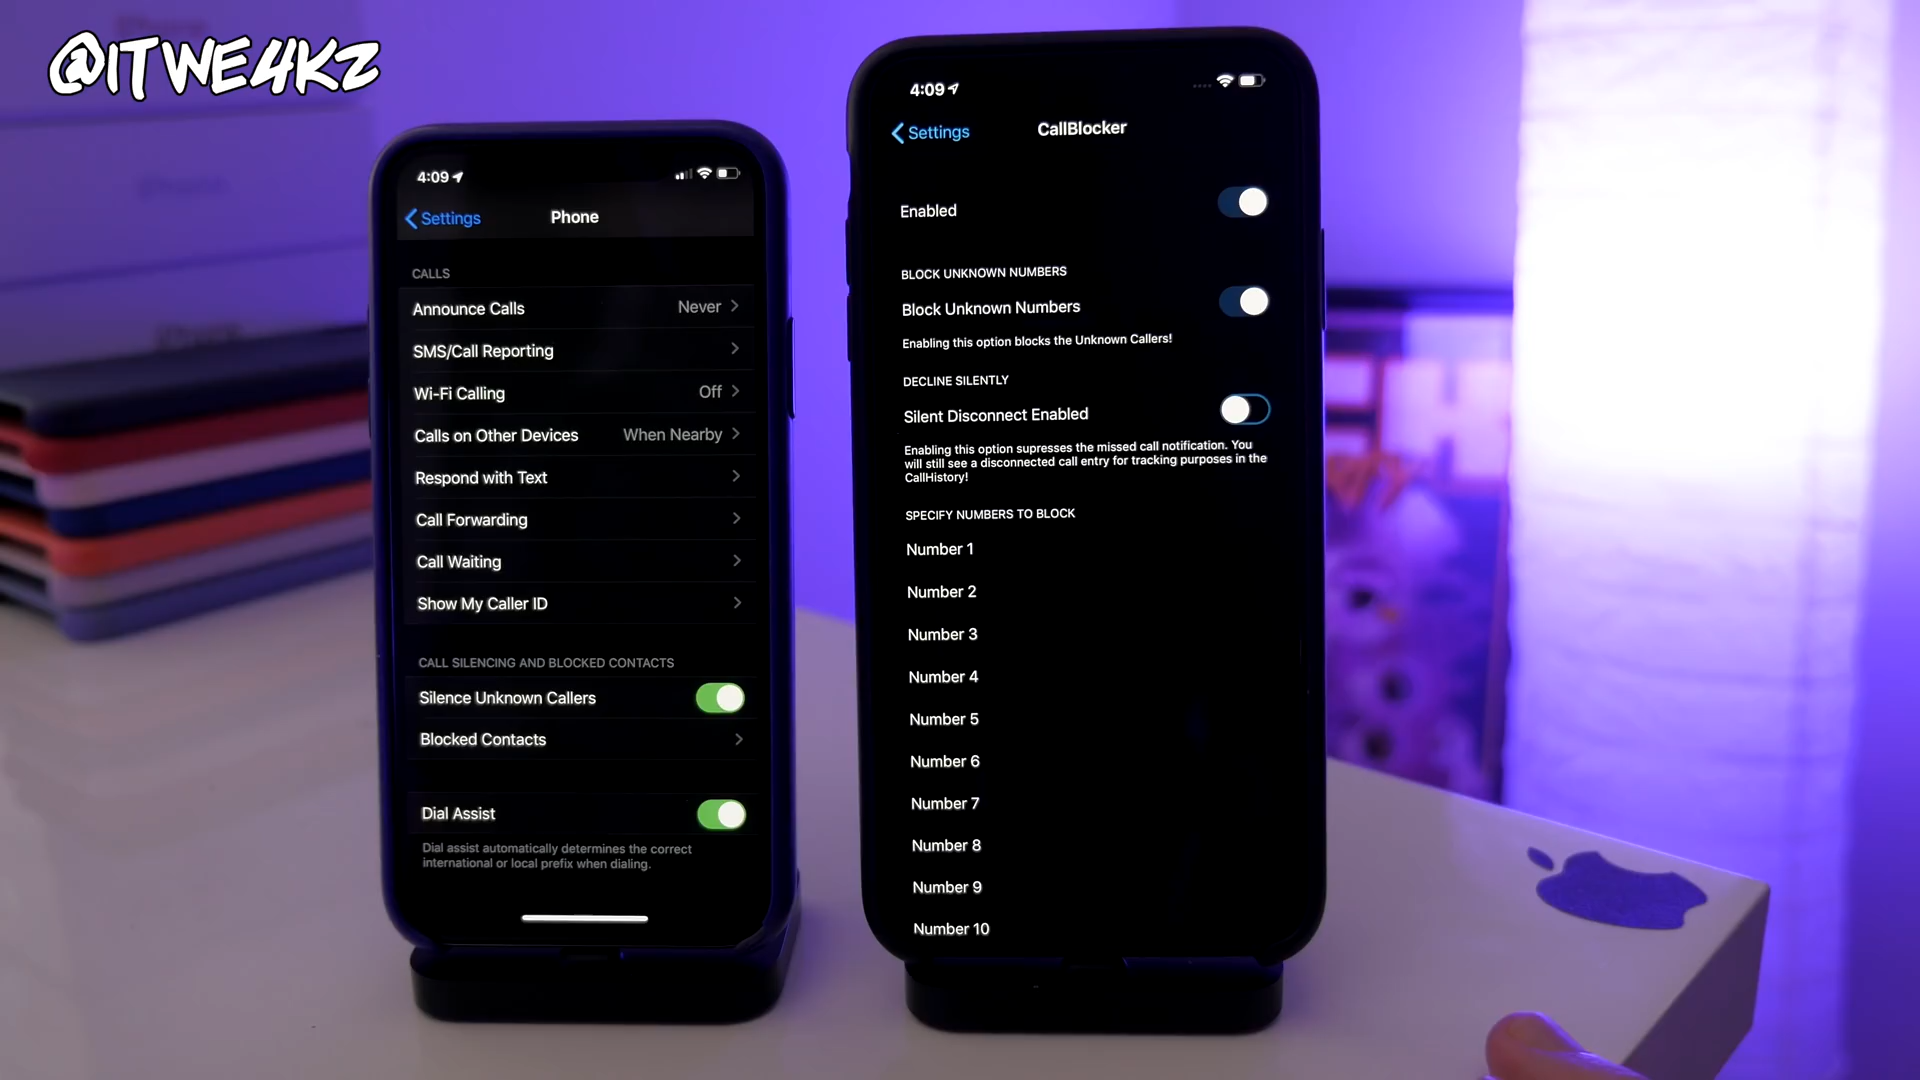 @iTWE4KZ
4:09
Settings
Phone
CALLS
Announce Calls
Never
SMS/Call Reporting
Wi-Fi Calling
Off
Calls on Other Devices
When Nearby
Respond with Text
Call Forwarding
Call Waiting
Show My Caller ID
CALL SILENCING AND BLOCKED CONTACTS
Silence Unknown Callers
Blocked Contacts
Dial Assist
Dial assist automatically determines the correct
international or local prefix when dialing.
4:09
Settings
CallBlocker
Enabled
BLOCK UNKNOWN NUMBERS
Block Unknown Numbers
Enabling this option blocks the Unknown Callers!
DECLINE SILENTLY
Silent Disconnect Enabled
Enabling this option supresses the missed call notification. You
will still see a disconnected call entry for tracking purposes in the
CallHistory!
SPECIFY NUMBERS TO BLOCK
Number 1
Number 2
Number 3
Number 4
Number 5
Number 6
Number 7
Number 8
Number 9
Number 10